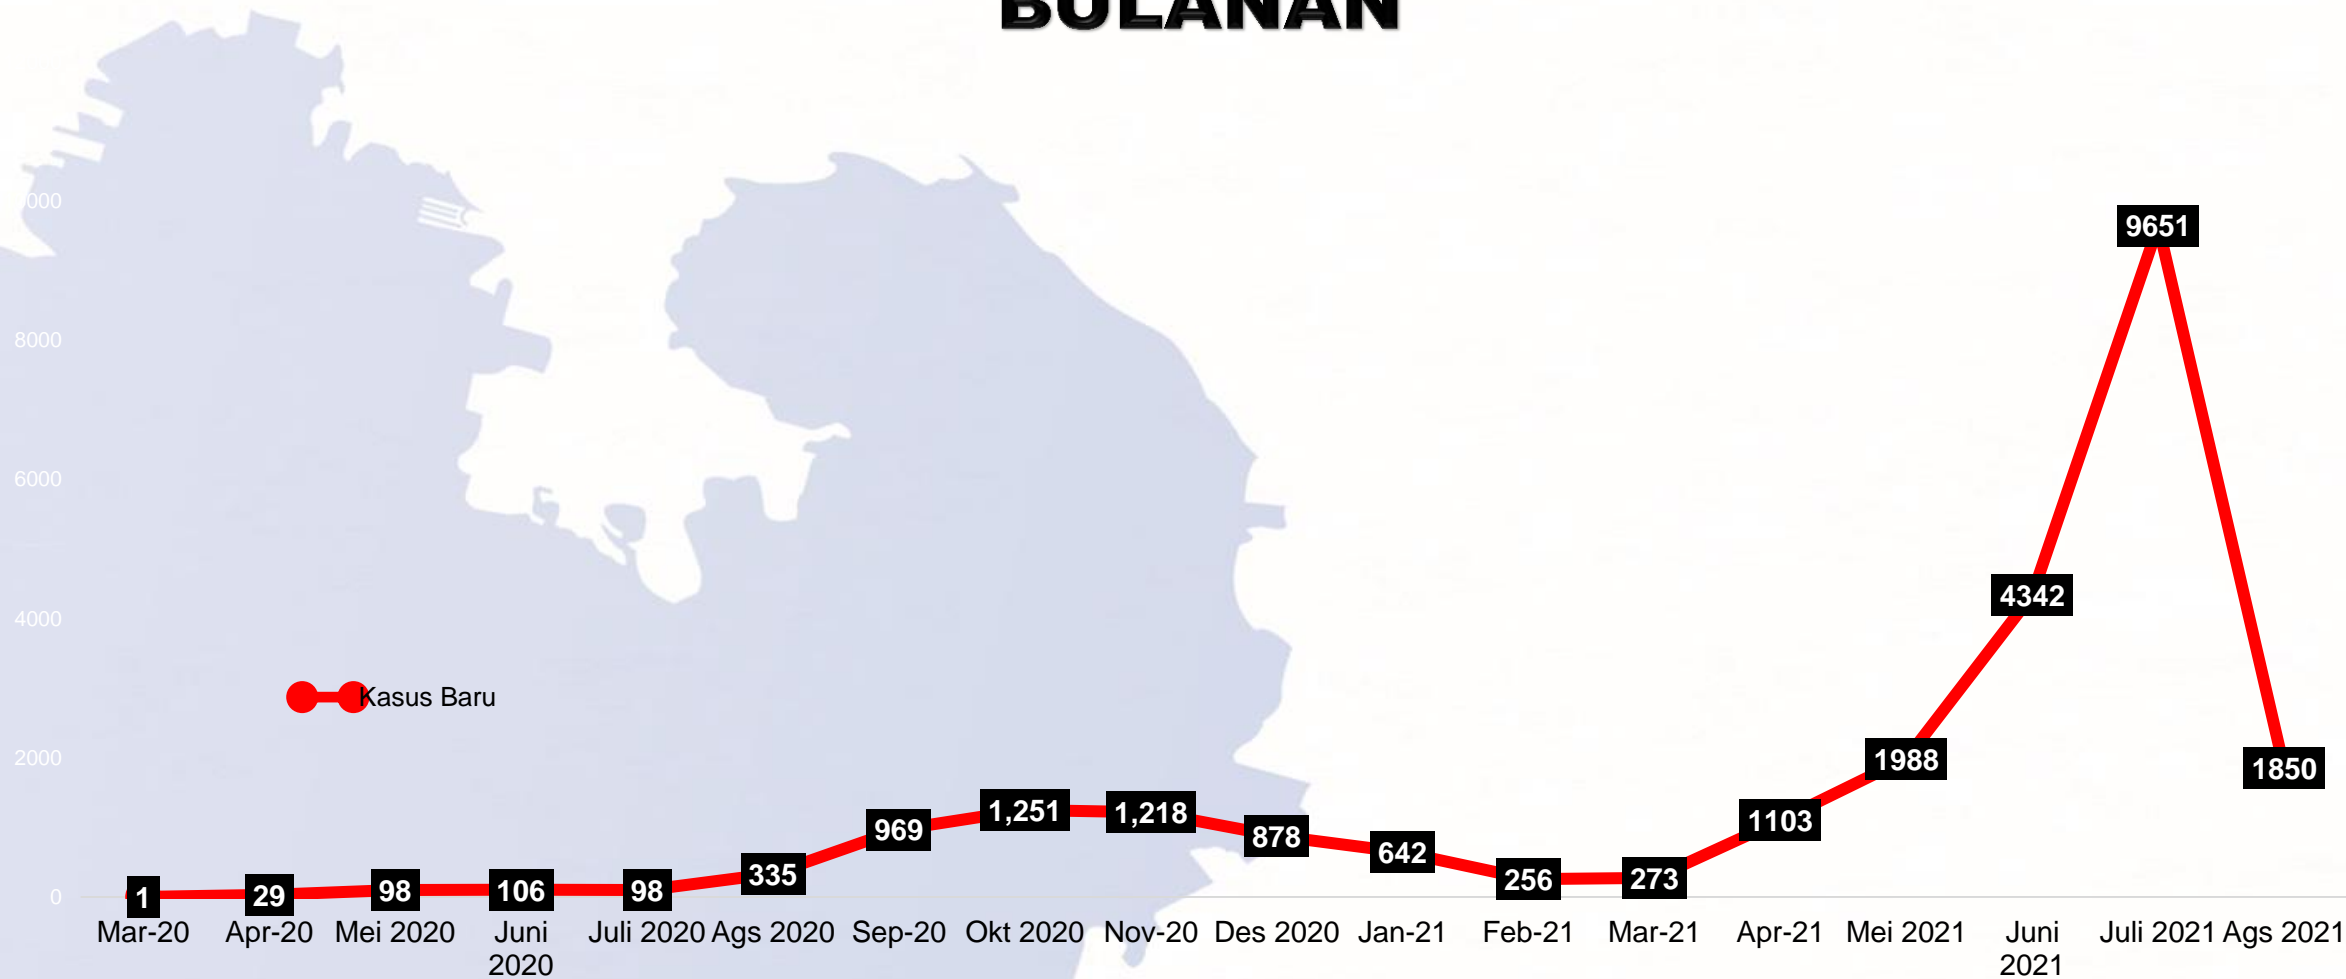 BULANAN
8000
6000
4000
2000
0
Kasus Baru
1
29
98
106
98
335
969
1,251
1,218
878
642
256
273
1103
1988
4342
9651
1850
Mar-20
Apr-20
Mei 2020
Juni
2020
Juli 2020
Ags 2020
Sep-20
Okt 2020
Nov-20
Des 2020
Jan-21
Feb-21
Mar-21
Apr-21
Mei 2021
Juni
2021
Juli 2021
Ags 2021